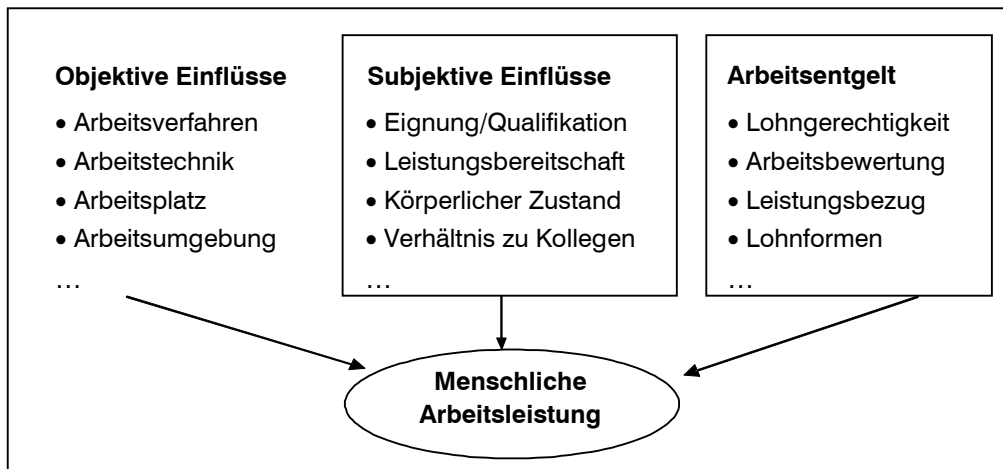 Objektive Einflüsse
• Arbeitsverfahren
• Arbeitstechnik
• Arbeitsplatz
• Arbeitsumgebung
…
Subjektive Einflüsse
• Eignung/Qualifikation
• Leistungsbereitschaft
• Körperlicher Zustand
• Verhältnis zu Kollegen
…
Arbeitsentgelt
• Lohngerechtigkeit
• Arbeitsbewertung
• Leistungsbezug
• Lohnformen
…
Menschliche
Arbeitsleistung